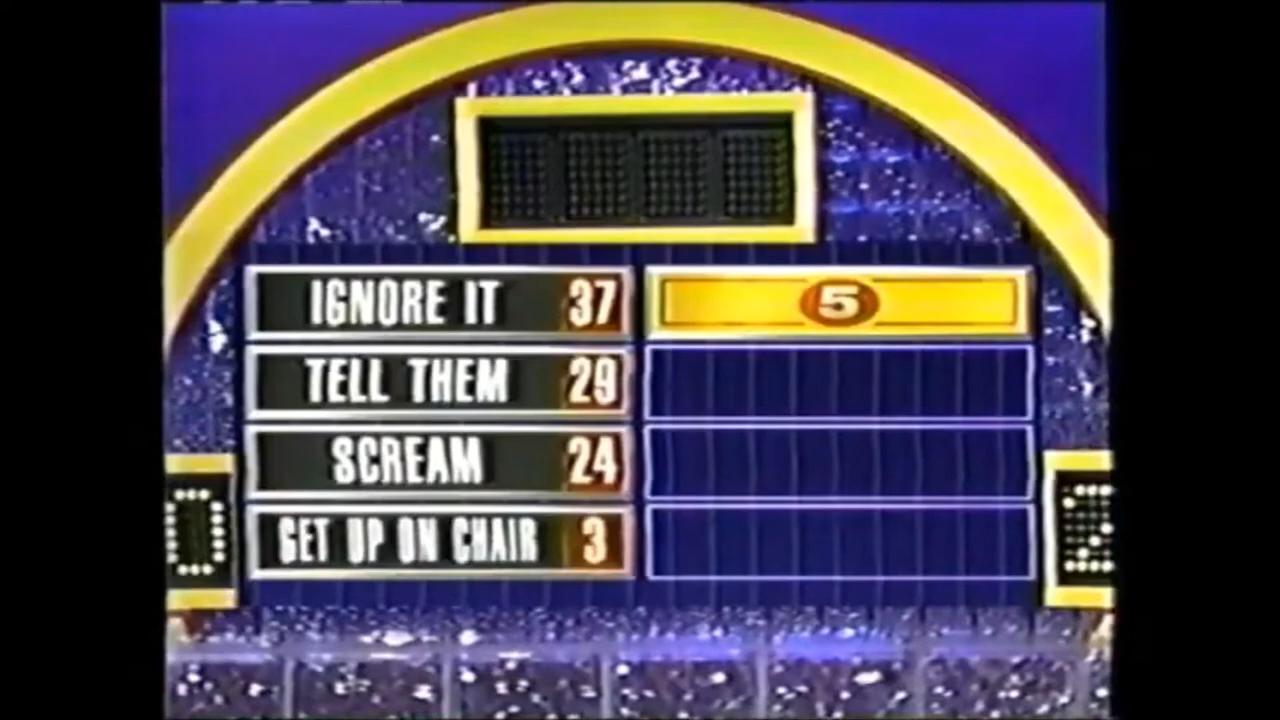 IGNORE IT 37
5
TELL THEM 29
SCREAM 24
GET UP ON CHAIR 3